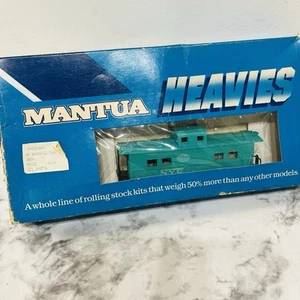 MANTUA HEAVIES
A whole line of rolling stock kits that weigh 50% more than any other models